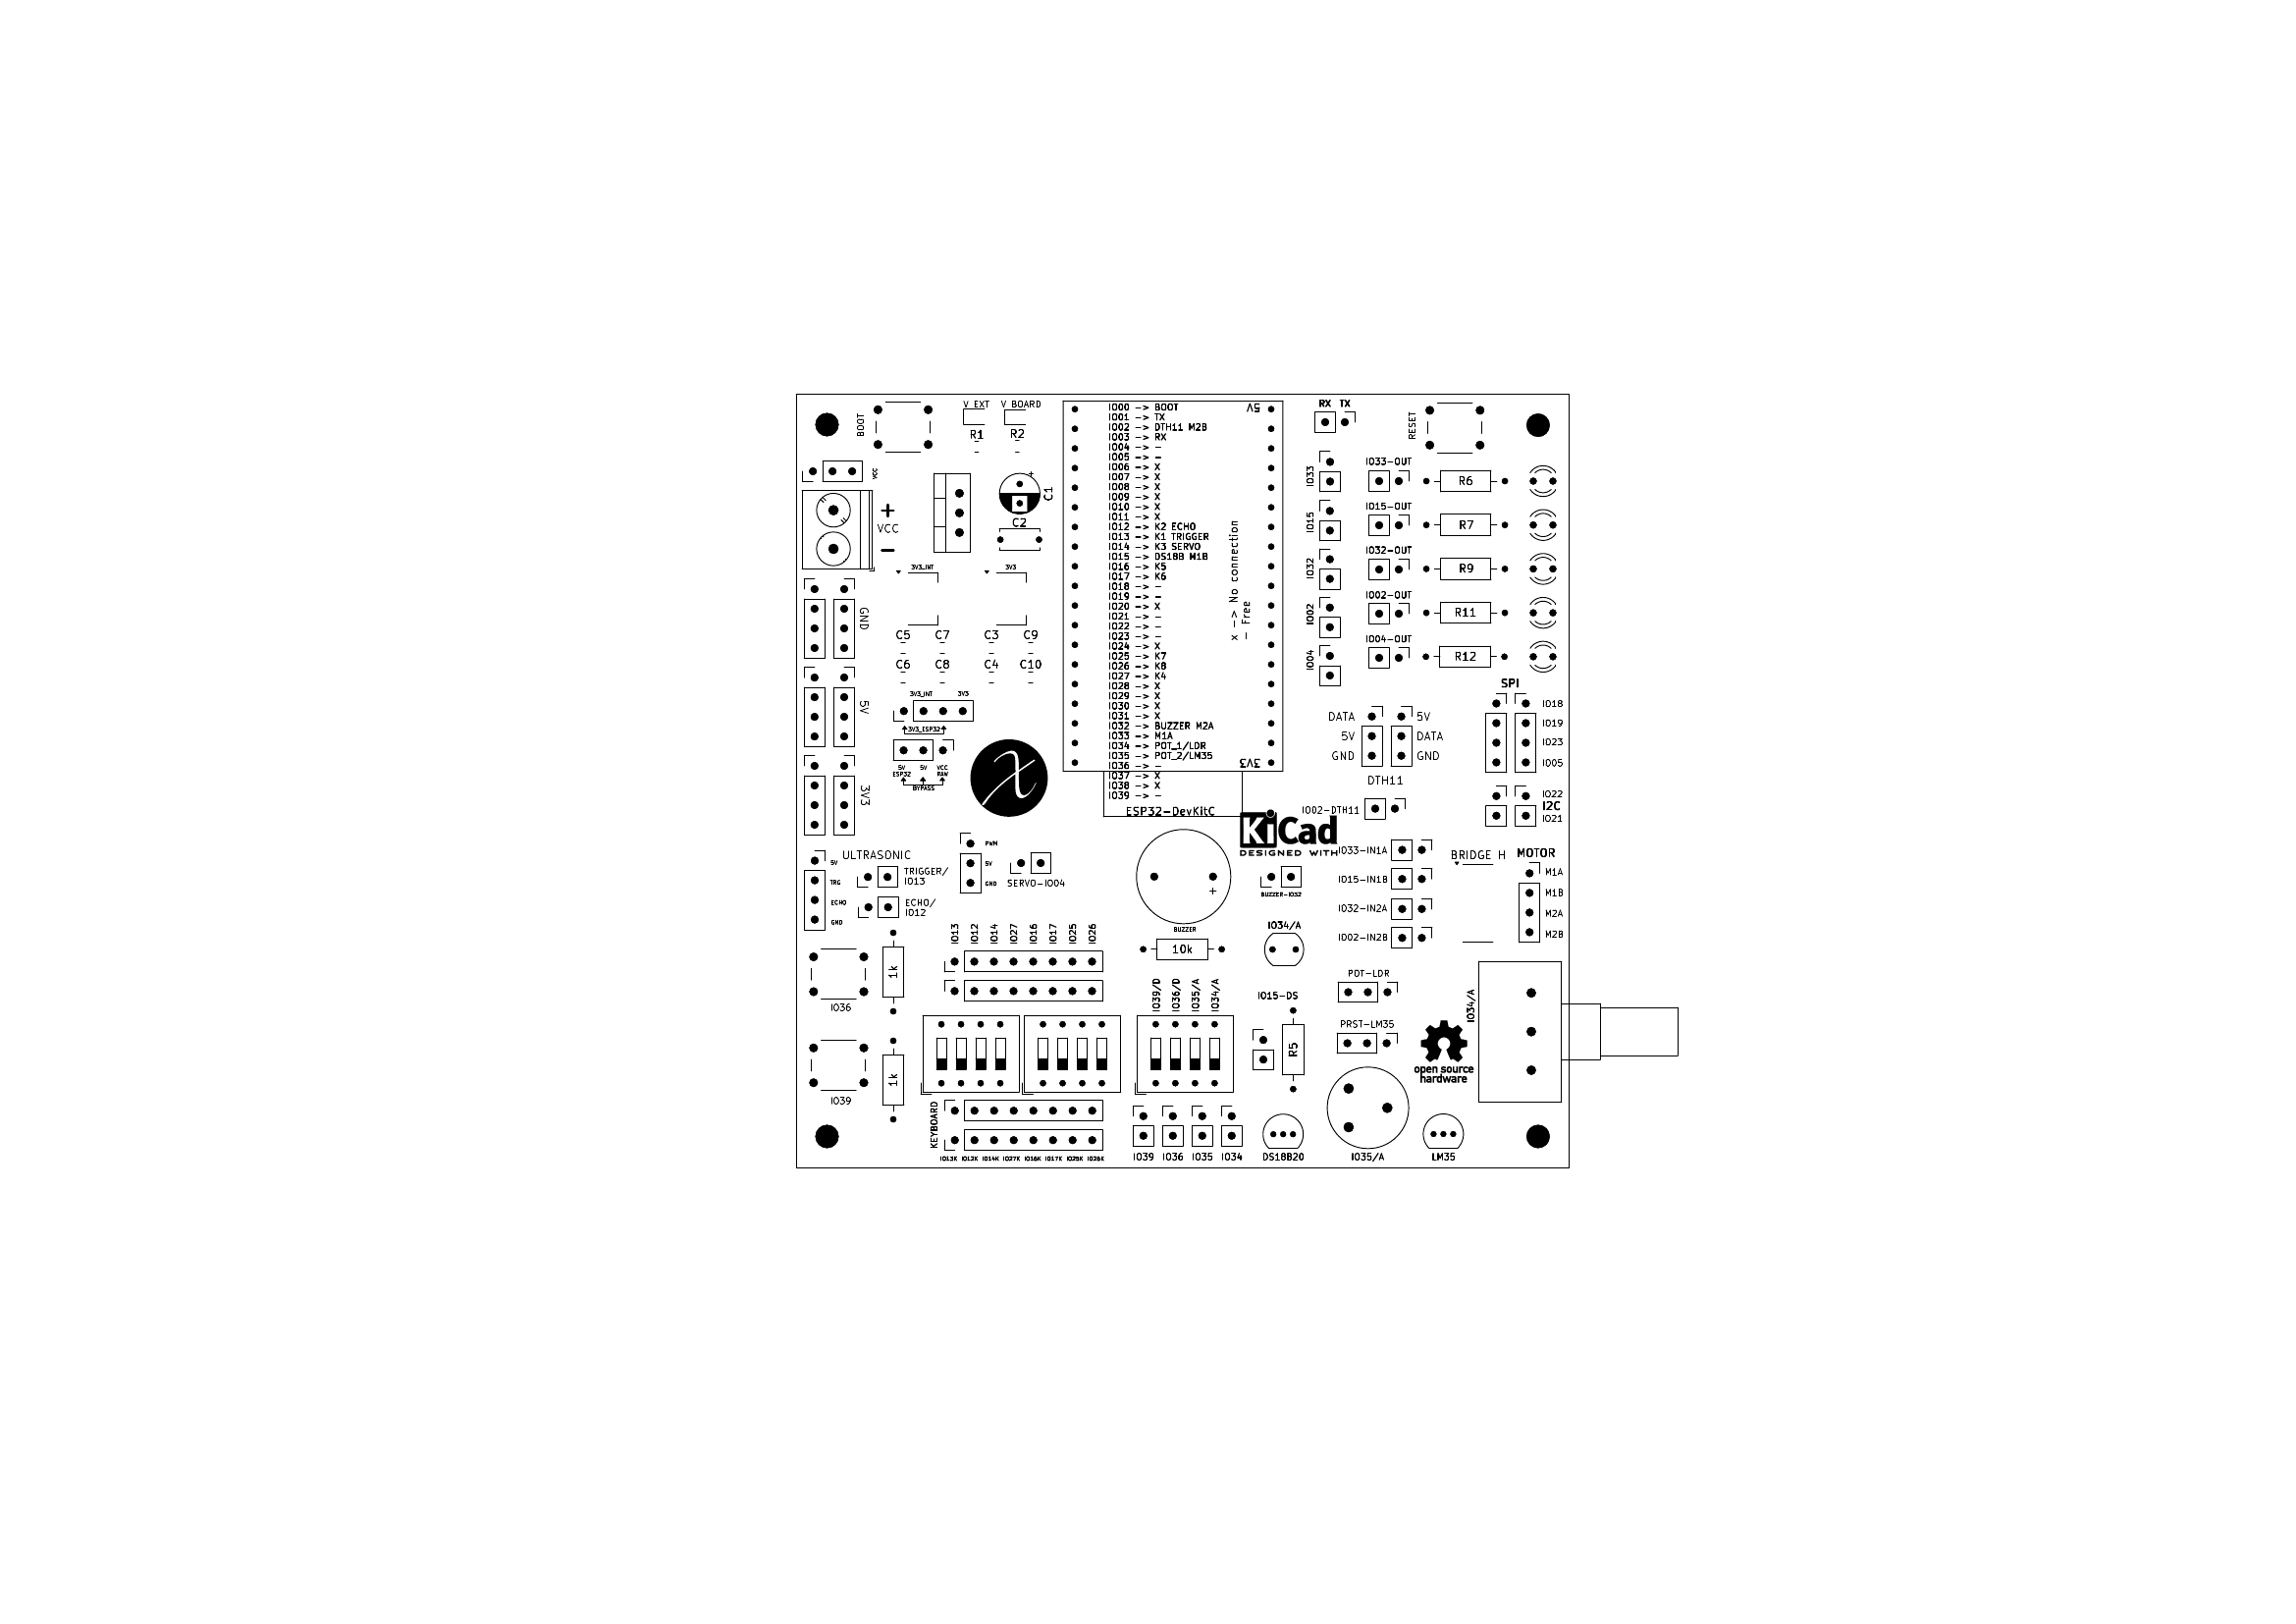 BOOT
V EXT
V BOARD
R1
R2
VCC
+
VCC
-
C1
C2
3V3_INT
3V3
C5
C7
C3
C9
C6
C8
C4
C10
GND
5V
3V3
3V3_INT
3V3
3V3_ESP32
5V ESP32
5V
VCC RAW
BYPASS
IO00 -> BOOT
IO01 -> TX
IO02 -> DTH11 M2B
IO03 -> RX
IO04 -> -
IO05 -> -
IO06 -> X
IO07 -> X
IO08 -> X
IO09 -> X
IO10 -> X
IO11 -> X
IO12 -> K2 ECHO
IO13 -> K1 TRIGGER
IO14 -> K3 SERVO
IO15 -> DS18B M1B
IO16 -> K5
IO17 -> K6
IO18 -> -
IO19 -> -
IO20 -> X
IO21 -> -
IO22 -> -
IO23 -> -
IO24 -> X
IO25 -> K7
IO26 -> K8
IO27 -> K4
IO28 -> X
IO29 -> X
IO30 -> X
IO31 -> X
IO32 -> BUZZER M2A
IO33 -> M1A
IO34 -> POT_1/LDR
IO35 -> POT_2/LM35
IO36 -> -
IO37 -> X
IO38 -> X
IO39 -> -
ESP32-DevKitC
5V
3V3
x -> No connection
- Free
RX TX
RESET
IO33
IO33-OUT
R6
IO15
IO15-OUT
R7
IO32
IO32-OUT
R9
IO02
IO02-OUT
R11
IO04
IO04-OUT
R12
SPI
IO18
IO19
IO23
IO05
DATA
5V
GND
5V
DATA
GND
DTH11
IO02-DTH11
IO22
I2C
IO21
KiCad
DESIGNED WITH
IO33-IN1A
IO15-IN1B
IO32-IN2A
IO02-IN2B
BRIDGE H
MOTOR
M1A
M1B
M2A
M2B
ULTRASONIC
5V
TRG
ECHO
GND
TRIGGER/
IO13
ECHO/
IO12
PWM
5V
GND
SERVO-IO04
+
BUZZER
BUZZER-IO32
10k
IO34/A
IO36
1k
IO39
1k
IO13
IO12
IO14
IO27
IO16
IO17
IO25
IO26
KEYBOARD
IO13K IO12K IO14K IO27K IO16K IO17K IO25K IO26K
IO39/D
IO36/D
IO35/A
IO34/A
IO39
IO36
IO35
IO34
IO15-DS
R5
DS18B20
POT-LDR
PRST-LM35
IO35/A
IO34/A
open source
hardware
LM35